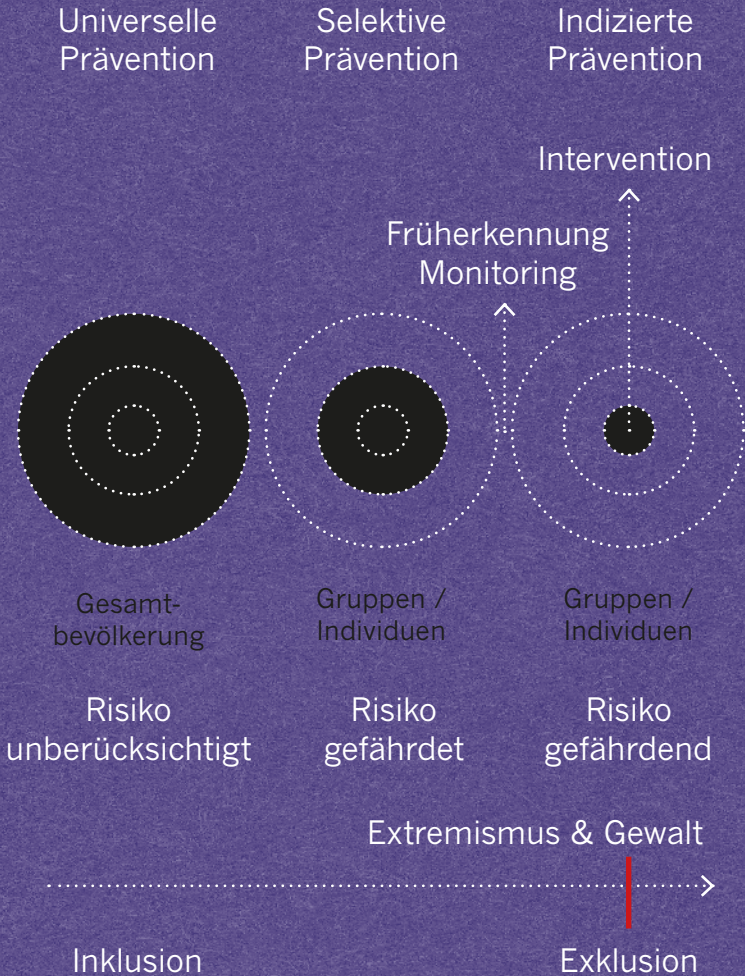 Universelle
Prävention
Selektive
Prävention
Indizierte
Prävention
Intervention
Früherkennung
Monitoring
Gesamt-
bevölkerung
Gruppen /
Individuen
Gruppen /
Individuen
Risiko
unberücksichtigt
Risiko
gefährdet
Risiko
gefährdend
Extremismus & Gewalt
Inklusion
Exklusion